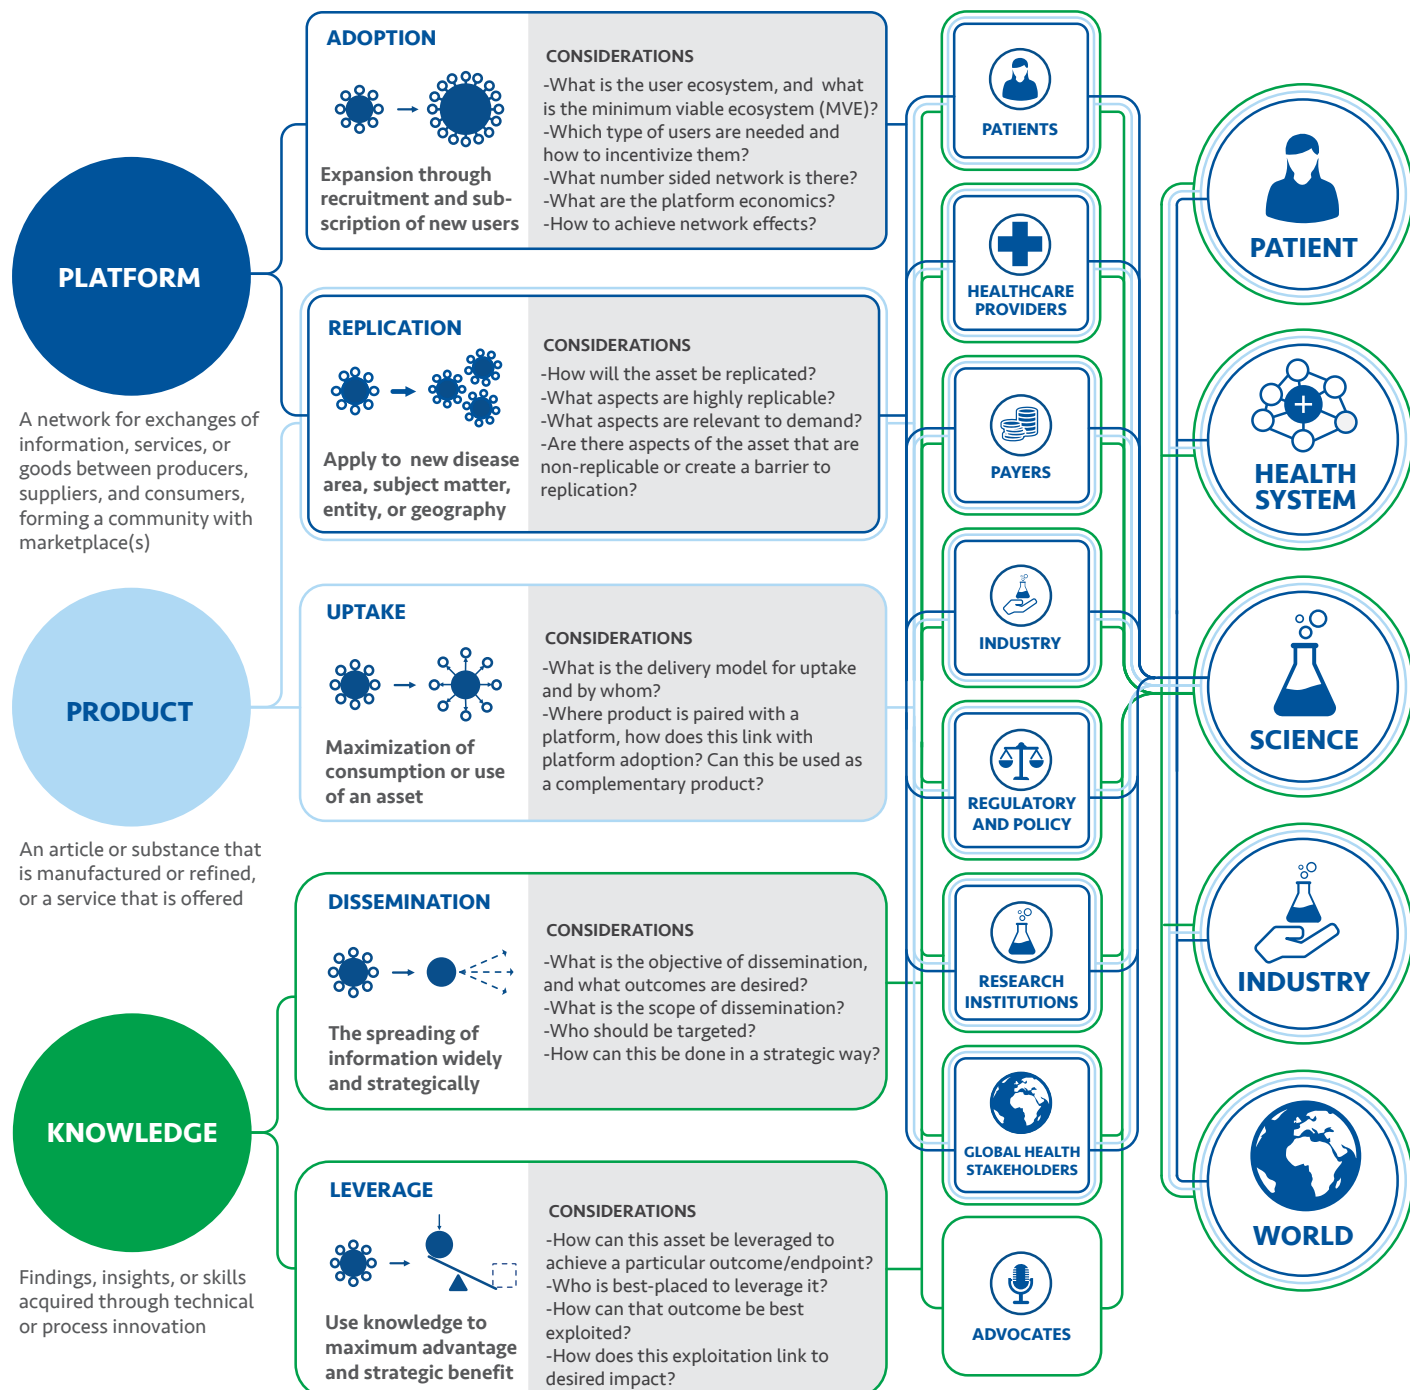 PLATFORM
A network for exchanges of
information, services, or
goods between producers,
suppliers, and consumers,
forming a community with
marketplace(s)
PRODUCT
An article or substance that
is manufactured or refined,
or a service that is offered
KNOWLEDGE
Findings, insights, or skills
acquired through technical
or process innovation
ADOPTION
Expansion through
recruitment and sub-
scription of new users
CONSIDERATIONS
-What is the user ecosystem, and what
is the minimum viable ecosystem (MVE)?
-Which type of users are needed and
how to incentivize them?
-What number sided network is there?
-What are the platform economics?
-How to achieve network effects?
REPLICATION
Apply to new disease
area, subject matter,
entity, or geography
CONSIDERATIONS
-How will the asset be replicated?
-What aspects are highly replicable?
-What aspects are relevant to demand?
-Are there aspects of the asset that are
non-replicable or create a barrier to
replication?
UPTAKE
Maximization of
consumption or use
of an asset
CONSIDERATIONS
-What is the delivery model for uptake
and by whom?
-Where product is paired with a
platform, how does this link with
platform adoption? Can this be used as
a complementary product?
DISSEMINATION
The spreading of
information widely
and strategically
CONSIDERATIONS
-What is the objective of dissemination,
and what outcomes are desired?
-What is the scope of dissemination?
-Who should be targeted?
-How can this be done in a strategic way?
LEVERAGE
Use knowledge to
maximum advantage
and strategic benefit
CONSIDERATIONS
-How can this asset be leveraged to
achieve a particular outcome/endpoint?
-Who is best-placed to leverage it?
-How can that outcome be best
exploited?
-How does this exploitation link to
desired impact?
PATIENTS
HEALTHCARE
PROVIDERS
PAYERS
INDUSTRY
REGULATORY
AND POLICY
RESEARCH
INSTITUTIONS
GLOBAL HEALTH
STAKEHOLDERS
ADVOCATES
PATIENT
HEALTH
SYSTEM
SCIENCE
INDUSTRY
WORLD